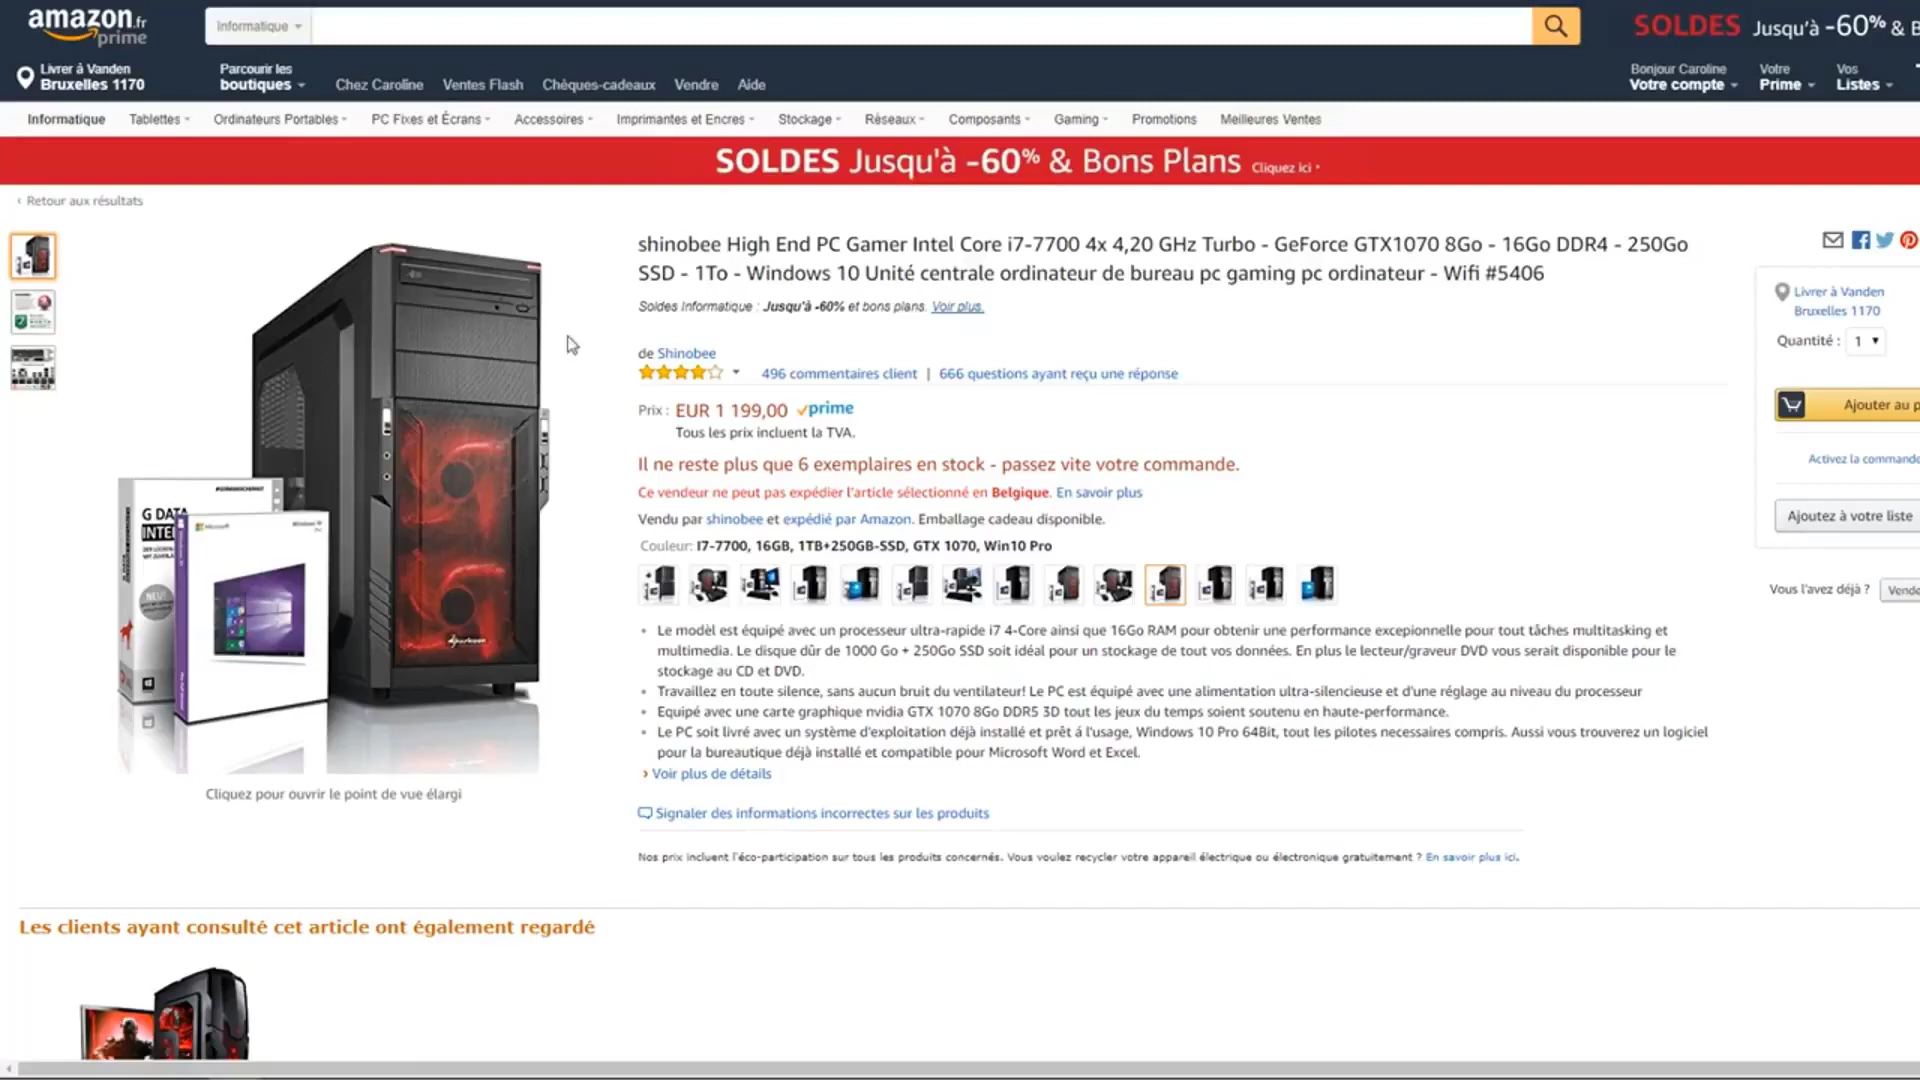 amazon.fr
prime
Informatique
SOLDES Jusqu'à -60% & B
Livrer à Vanden
Bruxelles 1170
Parcourir les
boutiques
Chez Caroline Ventes Flash Chèques-cadeaux Vendre Aide
Bonjour Caroline
Votre compte
Votre
Prime
Vos
Listes
Informatique Tablettes Ordinateurs Portables PC Fixes et Écrans Accessoires Imprimantes et Encres Stockage Réseaux Composants Gaming Promotions Meilleures Ventes
SOLDES Jusqu'à -60% & Bons Plans Cliquez ici
‹ Retour aux résultats
shinobee High End PC Gamer Intel Core i7-7700 4x 4,20 GHz Turbo - GeForce GTX1070 8Go - 16Go DDR4 - 250Go
SSD - 1To - Windows 10 Unité centrale ordinateur de bureau pc gaming pc ordinateur - Wifi #5406
Soldes Informatique : Jusqu'à -60% et bons plans. Voir plus.
de Shinobee
496 commentaires client | 666 questions ayant reçu une réponse
Prix : EUR 1 199,00 prime
Tous les prix incluent la TVA.
Il ne reste plus que 6 exemplaires en stock - passez vite votre commande.
Ce vendeur ne peut pas expédier l'article sélectionné en Belgique. En savoir plus
Vendu par shinobee et expédié par Amazon. Emballage cadeau disponible.
Couleur: I7-7700, 16GB, 1TB+250GB-SSD, GTX 1070, Win10 Pro
• Le modèl est équipé avec un processeur ultra-rapide i7 4-Core ainsi que 16Go RAM pour obtenir une performance excepionnelle pour tout tâches multitasking et
multimedia. Le disque dûr de 1000 Go + 250Go SSD soit idéal pour un stockage de tout vos données. En plus le lecteur/graveur DVD vous serait disponible pour le
stockage au CD et DVD.
• Travaillez en toute silence, sans aucun bruit du ventilateur! Le PC est équipé avec une alimentation ultra-silencieuse et d'une réglage au niveau du processeur
• Equipé avec une carte graphique nvidia GTX 1070 8Go DDR5 3D tout les jeux du temps soient soutenu en haute-performance.
• Le PC soit livré avec un système d'exploitation déjà installé et prêt á l'usage, Windows 10 Pro 64Bit, tout les pilotes necessaires compris. Aussi vous trouverez un logiciel
pour la bureautique déjà installé et compatible pour Microsoft Word et Excel.
› Voir plus de détails
Signaler des informations incorrectes sur les produits
Nos prix incluent l'éco-participation sur tous les produits concernés. Vous voulez recycler votre appareil électrique ou électronique gratuitement ? En savoir plus ici.
Livrer à Vanden
Bruxelles 1170
Quantité : 1
Ajouter au p
Activez la commande
Ajoutez à votre liste
Vous l'avez déjà ? Vende
G DATA
INTE
NEU!
Microsoft
Sharkoon
Cliquez pour ouvrir le point de vue élargi
Les clients ayant consulté cet article ont également regardé